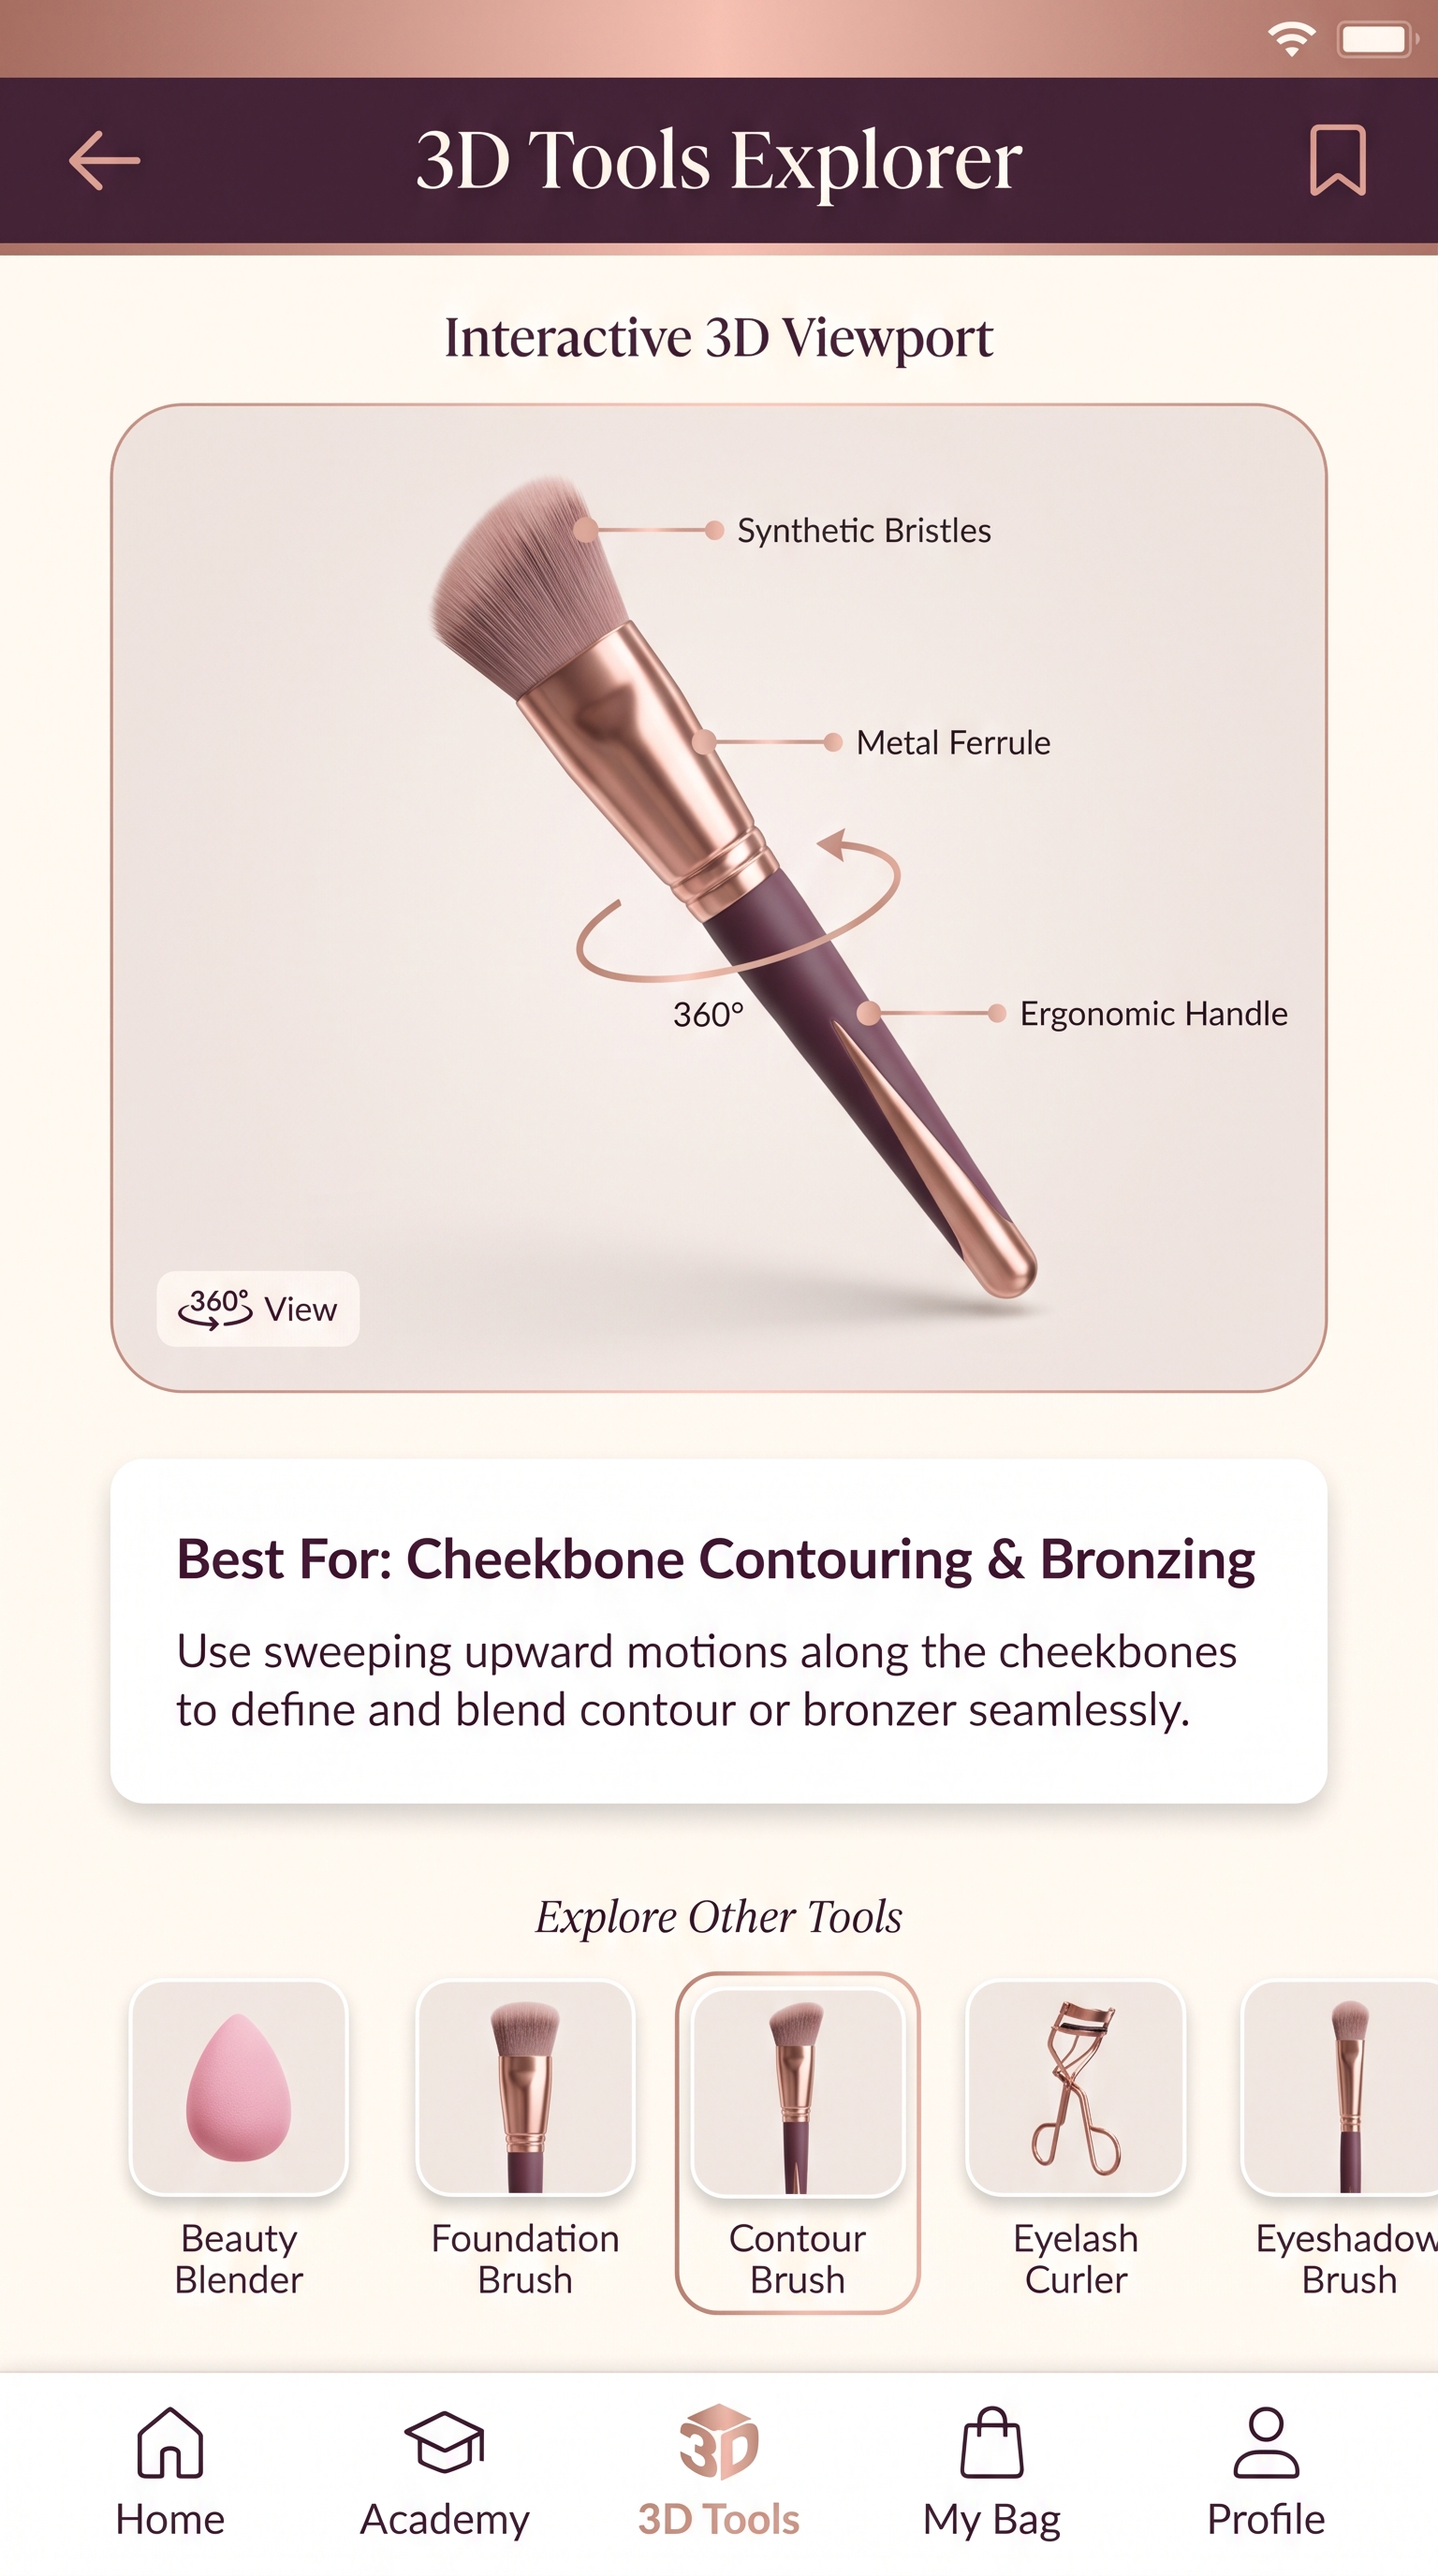 3D Tools Explorer
Interactive 3D Viewport
Synthetic Bristles
Metal Ferrule
360°
Ergonomic Handle
360° View
Best For: Cheekbone Contouring & Bronzing
Use sweeping upward motions along the cheekbones
to define and blend contour or bronzer seamlessly.
Explore Other Tools
Beauty
Blender
Foundation
Brush
Contour
Brush
Eyelash
Curler
Eyeshadow
Brush
3D
Home
Academy
3D Tools
My Bag
Profile